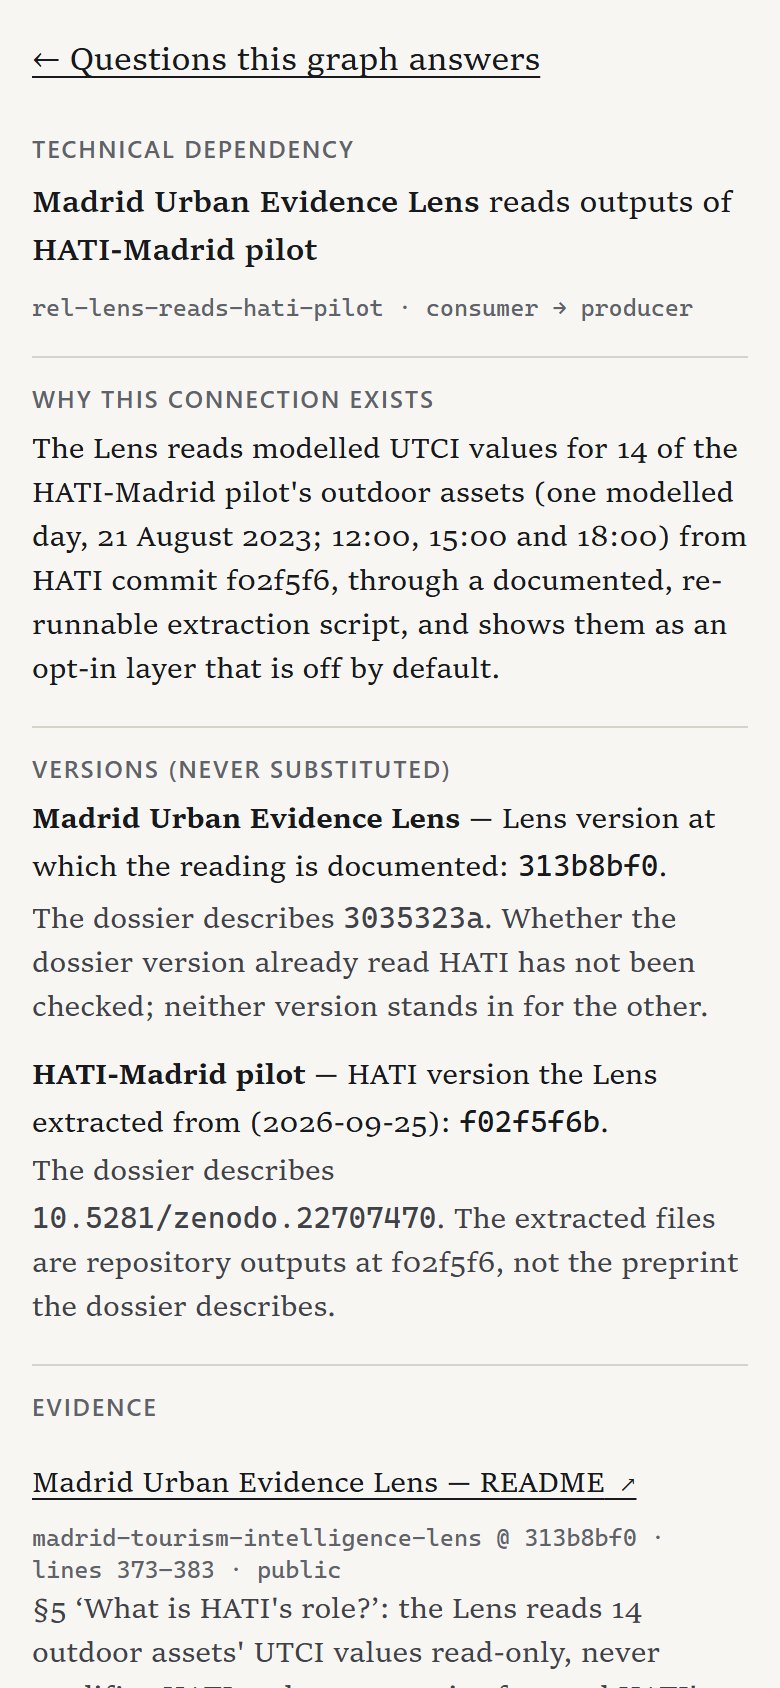 ← Questions this graph answers
TECHNICAL DEPENDENCY
Madrid Urban Evidence Lens reads outputs of
HATI-Madrid pilot
rel-lens-reads-hati-pilot · consumer → producer
WHY THIS CONNECTION EXISTS
The Lens reads modelled UTCI values for 14 of the
HATI-Madrid pilot's outdoor assets (one modelled
day, 21 August 2023; 12:00, 15:00 and 18:00) from
HATI commit f02f5f6, through a documented, re-
runnable extraction script, and shows them as an
opt-in layer that is off by default.
VERSIONS (NEVER SUBSTITUTED)
Madrid Urban Evidence Lens — Lens version at
which the reading is documented: 313b8bf0.
The dossier describes 3035323a. Whether the
dossier version already read HATI has not been
checked; neither version stands in for the other.
HATI-Madrid pilot — HATI version the Lens
extracted from (2026-09-25): f02f5f6b.
The dossier describes
10.5281/zenodo.22707470. The extracted files
are repository outputs at f02f5f6, not the preprint
the dossier describes.
EVIDENCE
Madrid Urban Evidence Lens — README ↗
madrid-tourism-intelligence-lens @ 313b8bf0 ·
lines 373–383 · public
§5 ‘What is HATI's role?’: the Lens reads 14
outdoor assets' UTCI values read-only, never